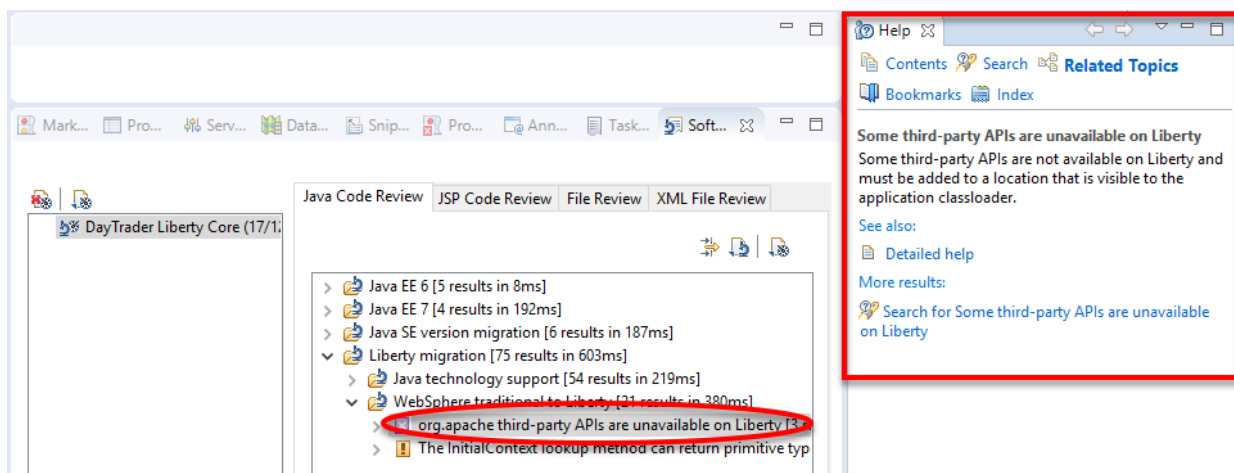 Mark... Pro... Serv... Data... Snip... Pro... Ann... Task... Soft...
DayTrader Liberty Core (17/1
Java Code Review JSP Code Review File Review XML File Review
Java EE 6 [5 results in 8ms]
Java EE 7 [4 results in 192ms]
Java SE version migration [6 results in 187ms]
Liberty migration [75 results in 603ms]
Java technology support [54 results in 219ms]
WebSphere traditional to Liberty [21 results in 380ms]
org.apache third-party APIs are unavailable on Liberty [3
The InitialContext lookup method can return primitive typ
Help
Contents Search Related Topics
Bookmarks Index
Some third-party APIs are unavailable on Liberty
Some third-party APIs are not available on Liberty and
must be added to a location that is visible to the
application classloader.
See also:
Detailed help
More results:
Search for Some third-party APIs are unavailable
on Liberty